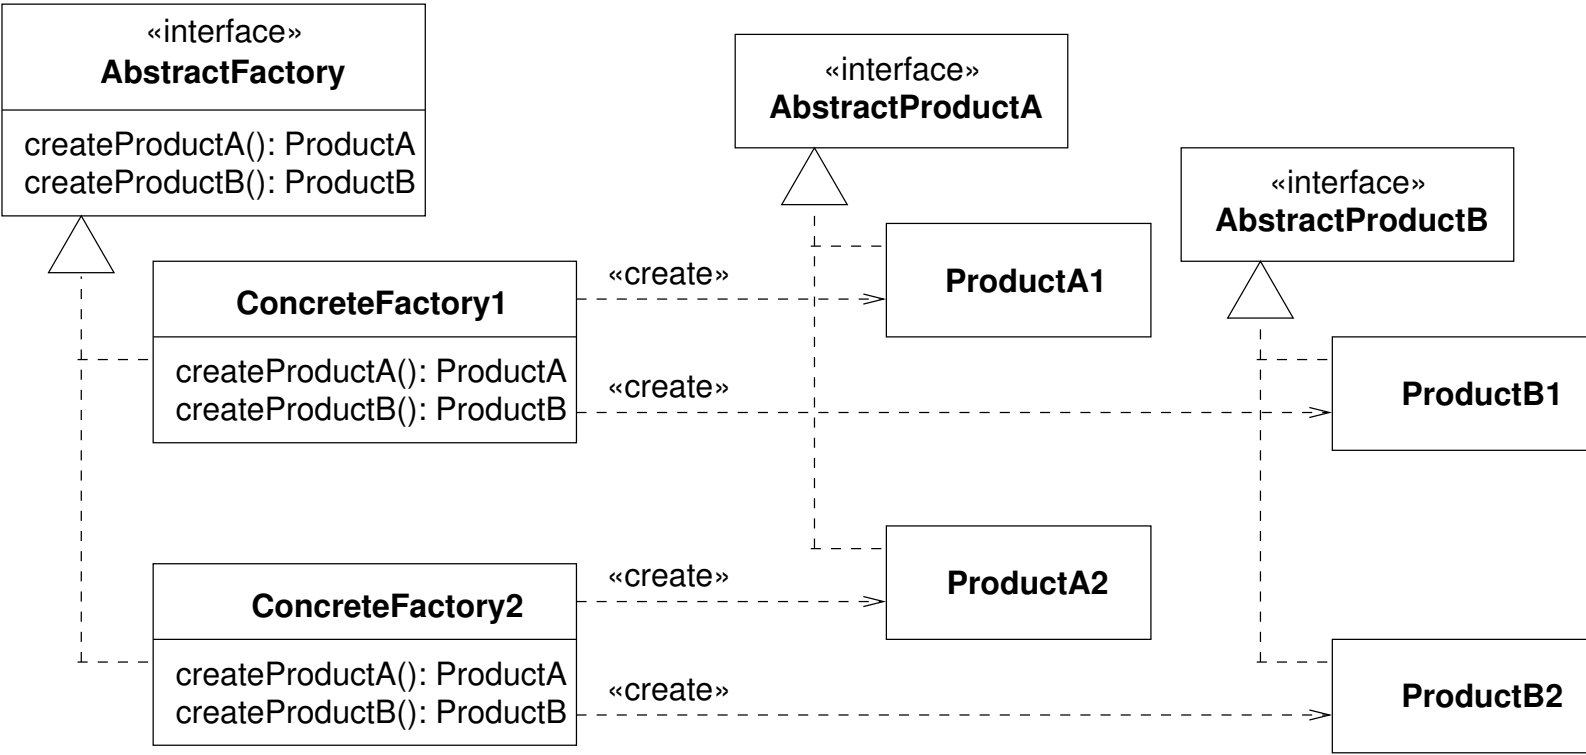 «interface»
AbstractFactory
createProductA(): ProductA
createProductB(): ProductB
«interface»
AbstractProductA
«interface»
AbstractProductB
ConcreteFactory1
createProductA(): ProductA
createProductB(): ProductB
«create»
«create»
ProductA1
ProductB1
ConcreteFactory2
createProductA(): ProductA
createProductB(): ProductB
«create»
«create»
ProductA2
ProductB2